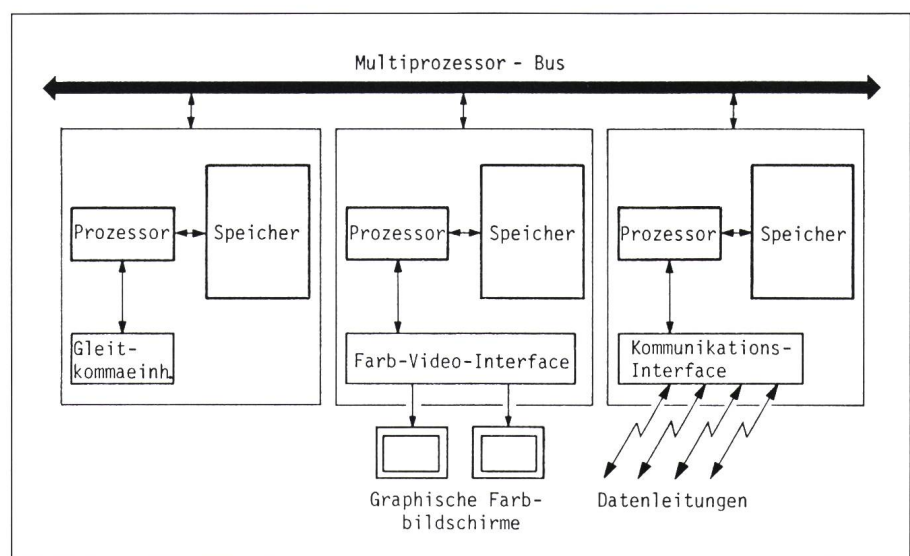 Multiprozessor - Bus
Prozessor
Speicher
Gleit-
kommaeinh.
Prozessor
Speicher
Farb-Video-Interface
Graphische Farb-
bildschirme
Prozessor
Speicher
Kommunikations-
Interface
Datenleitungen